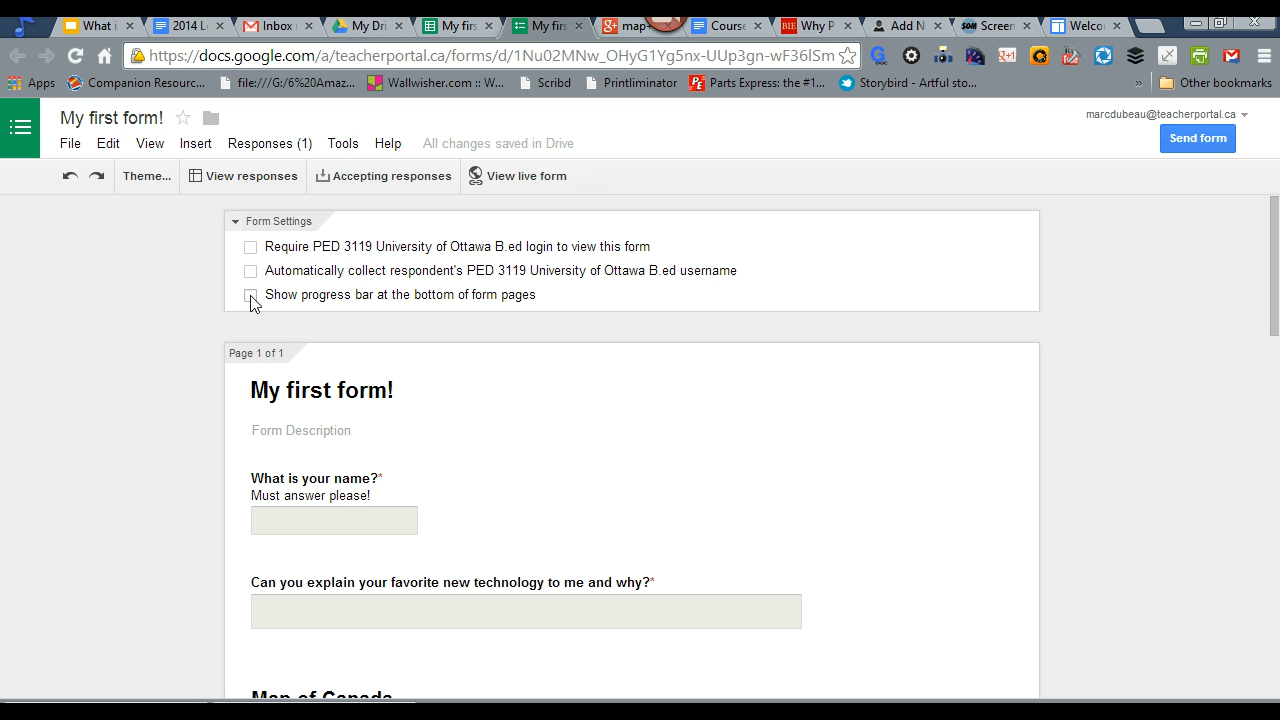 What i
2014 L
Inbox
My Dri
My firs
My firs
map
Course
Why P
Add N
Screen
Welco
https://docs.google.com/a/teacherportal.ca/forms/d/1Nu02MNw_OHyG1Yg5nx-UUp3gn-wF36lSm
Apps
Companion Resourc...
file:///G:/6%20Amaz...
Wallwisher.com :: W...
Scribd
Printliminator
Parts Express: the #1...
Storybird - Artful sto...
»
Other bookmarks
My first form!
marcdubeau@teacherportal.ca
File Edit View Insert Responses (1) Tools Help All changes saved in Drive
Send form
Theme... View responses Accepting responses View live form
Form Settings
Require PED 3119 University of Ottawa B.ed login to view this form
Automatically collect respondent's PED 3119 University of Ottawa B.ed username
Show progress bar at the bottom of form pages
Page 1 of 1
My first form!
Form Description
What is your name?*
Must answer please!
Can you explain your favorite new technology to me and why?*
Map of Canada